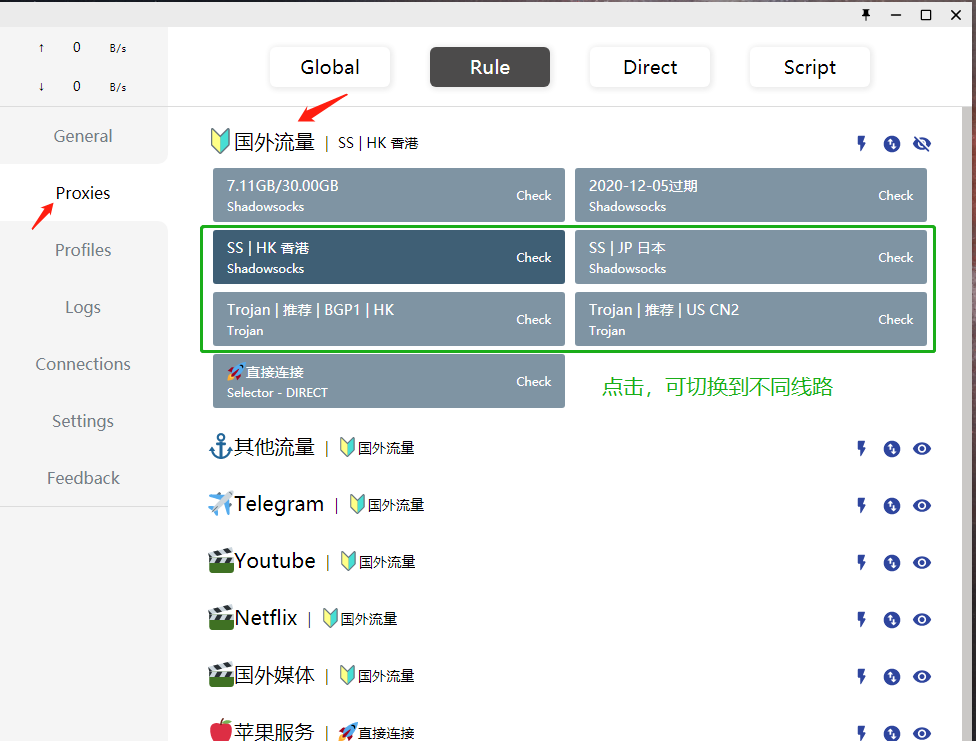 ↑ 0 B/s
↓ 0 B/s
Global Rule Direct Script
General
Proxies
Profiles
Logs
Connections
Settings
Feedback
国外流量 | SS | HK 香港
7.11GB/30.00GB
Shadowsocks
Check
2020-12-05过期
Shadowsocks
Check
SS | HK 香港
Shadowsocks
Check
SS | JP 日本
Shadowsocks
Check
Trojan | 推荐 | BGP1 | HK
Trojan
Check
Trojan | 推荐 | US CN2
Trojan
Check
直接连接
Selector - DIRECT
Check
点击，可切换到不同线路
其他流量 | 国外流量
Telegram | 国外流量
Youtube | 国外流量
Netflix | 国外流量
国外媒体 | 国外流量
苹果服务 | 直接连接